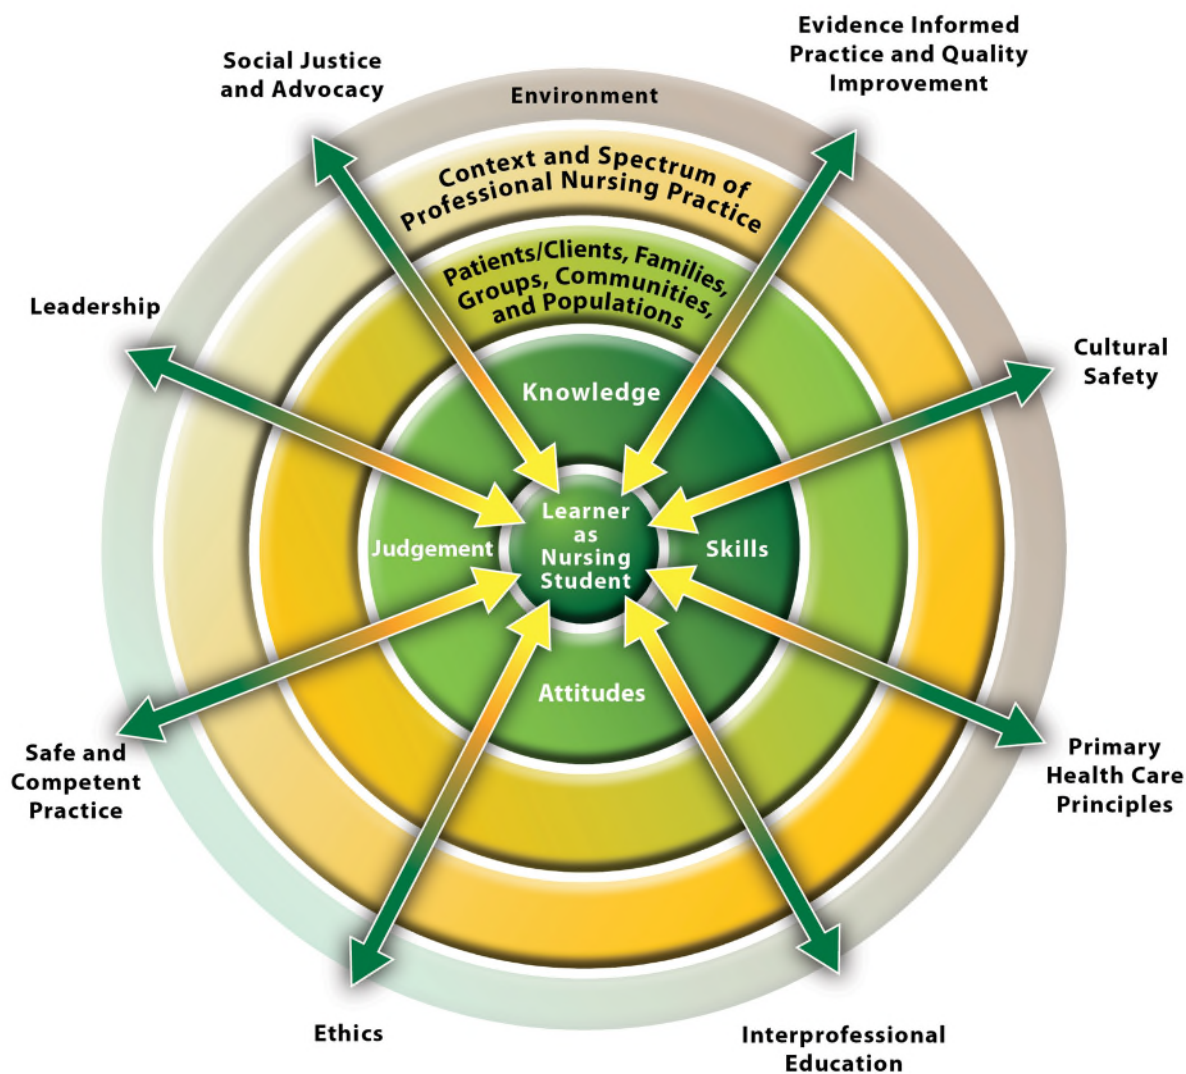 Evidence Informed
Practice and Quality
Improvement
Social Justice
and Advocacy
Environment
Context and Spectrum of
Professional Nursing Practice
Patients/Clients, Families,
Groups, Communities,
and Populations
Leadership
Cultural
Safety
Knowledge
Learner
as
Nursing
Student
Judgement
Skills
Attitudes
Safe and
Competent
Practice
Primary
Health Care
Principles
Ethics
Interprofessional
Education